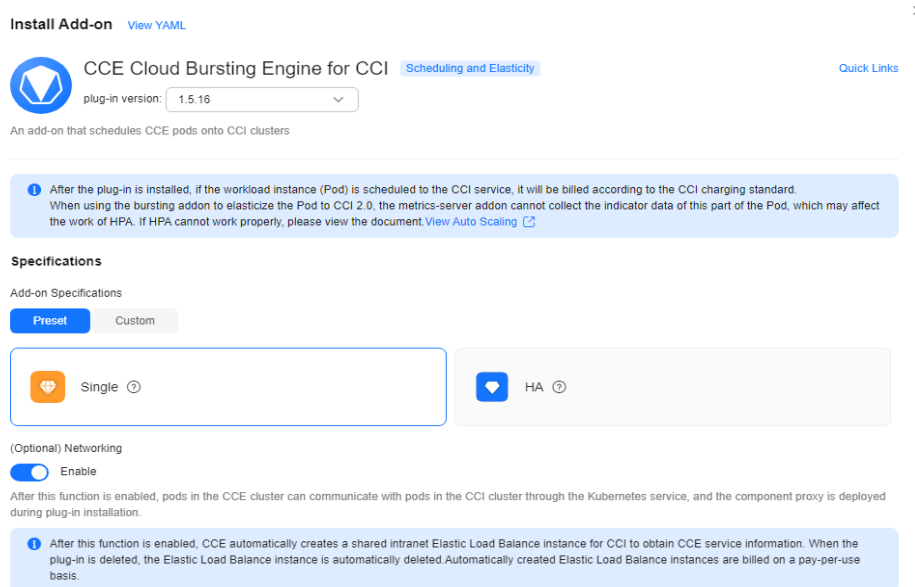 Install Add-on View YAML
CCE Cloud Bursting Engine for CCI Scheduling and Elasticity Quick Links
plug-in version: 1.5.16
An add-on that schedules CCE pods onto CCI clusters
After the plug-in is installed, if the workload instance (Pod) is scheduled to the CCI service, it will be billed according to the CCI charging standard.
When using the bursting addon to elasticize the Pod to CCI 2.0, the metrics-server addon cannot collect the indicator data of this part of the Pod, which may affect
the work of HPA. If HPA cannot work properly, please view the document.View Auto Scaling
Specifications
Add-on Specifications
Preset Custom
Single HA
(Optional) Networking
Enable
After this function is enabled, pods in the CCE cluster can communicate with pods in the CCI cluster through the Kubernetes service, and the component proxy is deployed
during plug-in installation.
After this function is enabled, CCE automatically creates a shared intranet Elastic Load Balance instance for CCI to obtain CCE service information. When the
plug-in is deleted, the Elastic Load Balance instance is automatically deleted.Automatically created Elastic Load Balance instances are billed on a pay-per-use
basis.